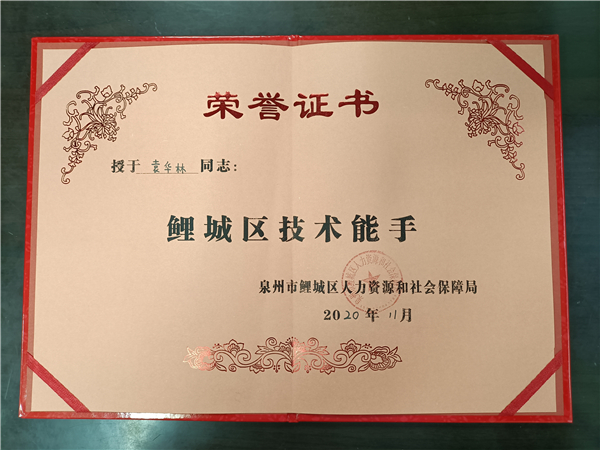 荣誉证书
授于 袁华林 同志：
鲤城区技术能手
泉州市鲤城区人力资源和社会保障局
2020年11月